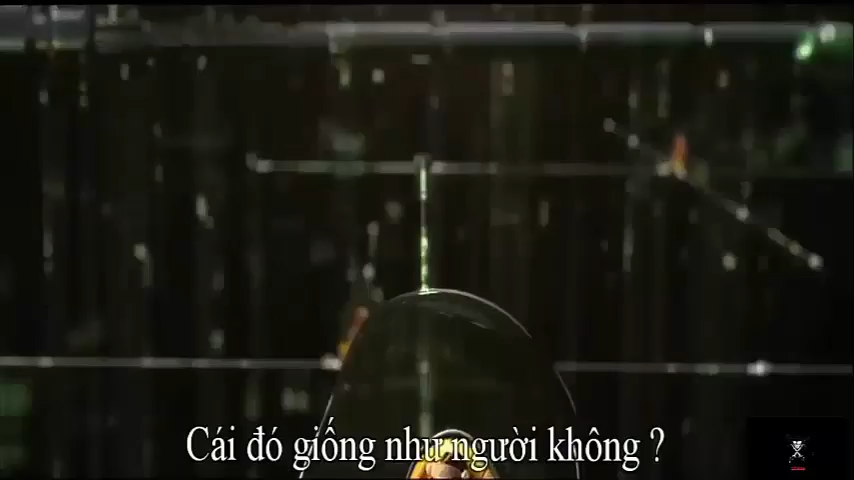 Cái đó giống như người không ?